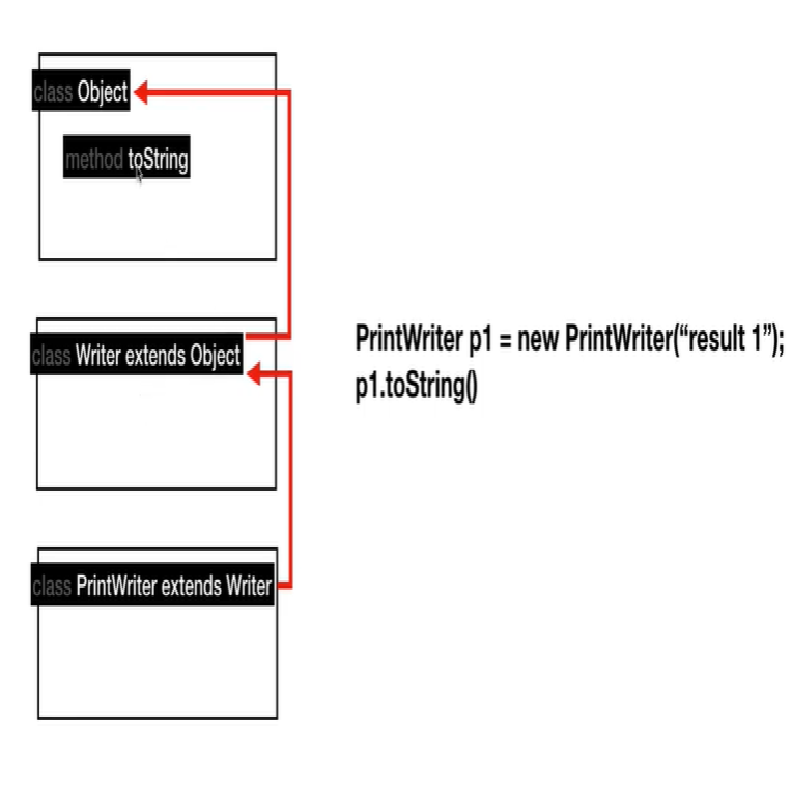 class Object
method toString
class Writer extends Object
PrintWriter p1 = new PrintWriter(“result 1”);
p1.toString()
class PrintWriter extends Writer